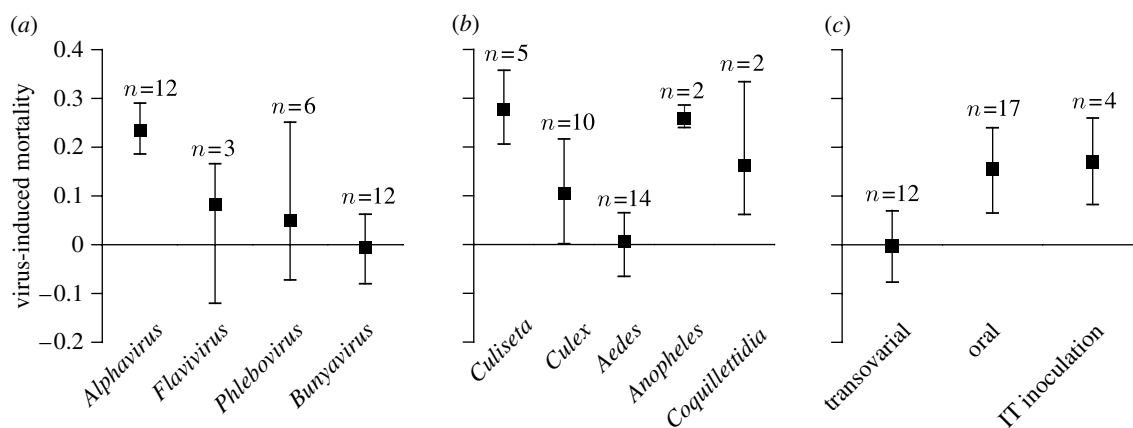 (a)
0.4
0.3
0.2
0.1
0
−0.1
−0.2
virus-induced mortality
n=12
n=3
n=6
n=12
Alphavirus
Flavivirus
Phlebovirus
Bunyavirus
(b)
n=5
n=10
n=14
n=2
n=2
Culiseta
Culex
Aedes
Anopheles
Coquillettidia
(c)
n=12
n=17
n=4
transovarial
oral
IT inoculation